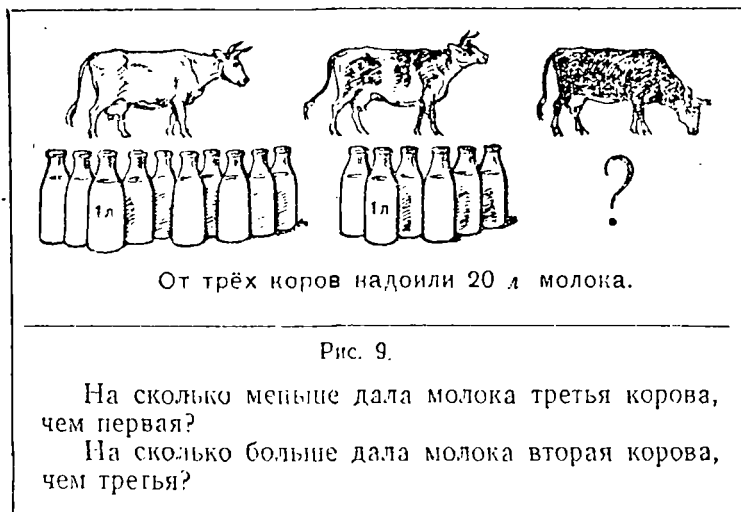 1л
1л
?
От трёх коров надоили 20 л молока.
Рис. 9.
На сколько меньше дала молока третья корова,
чем первая?
На сколько больше дала молока вторая корова,
чем третья?